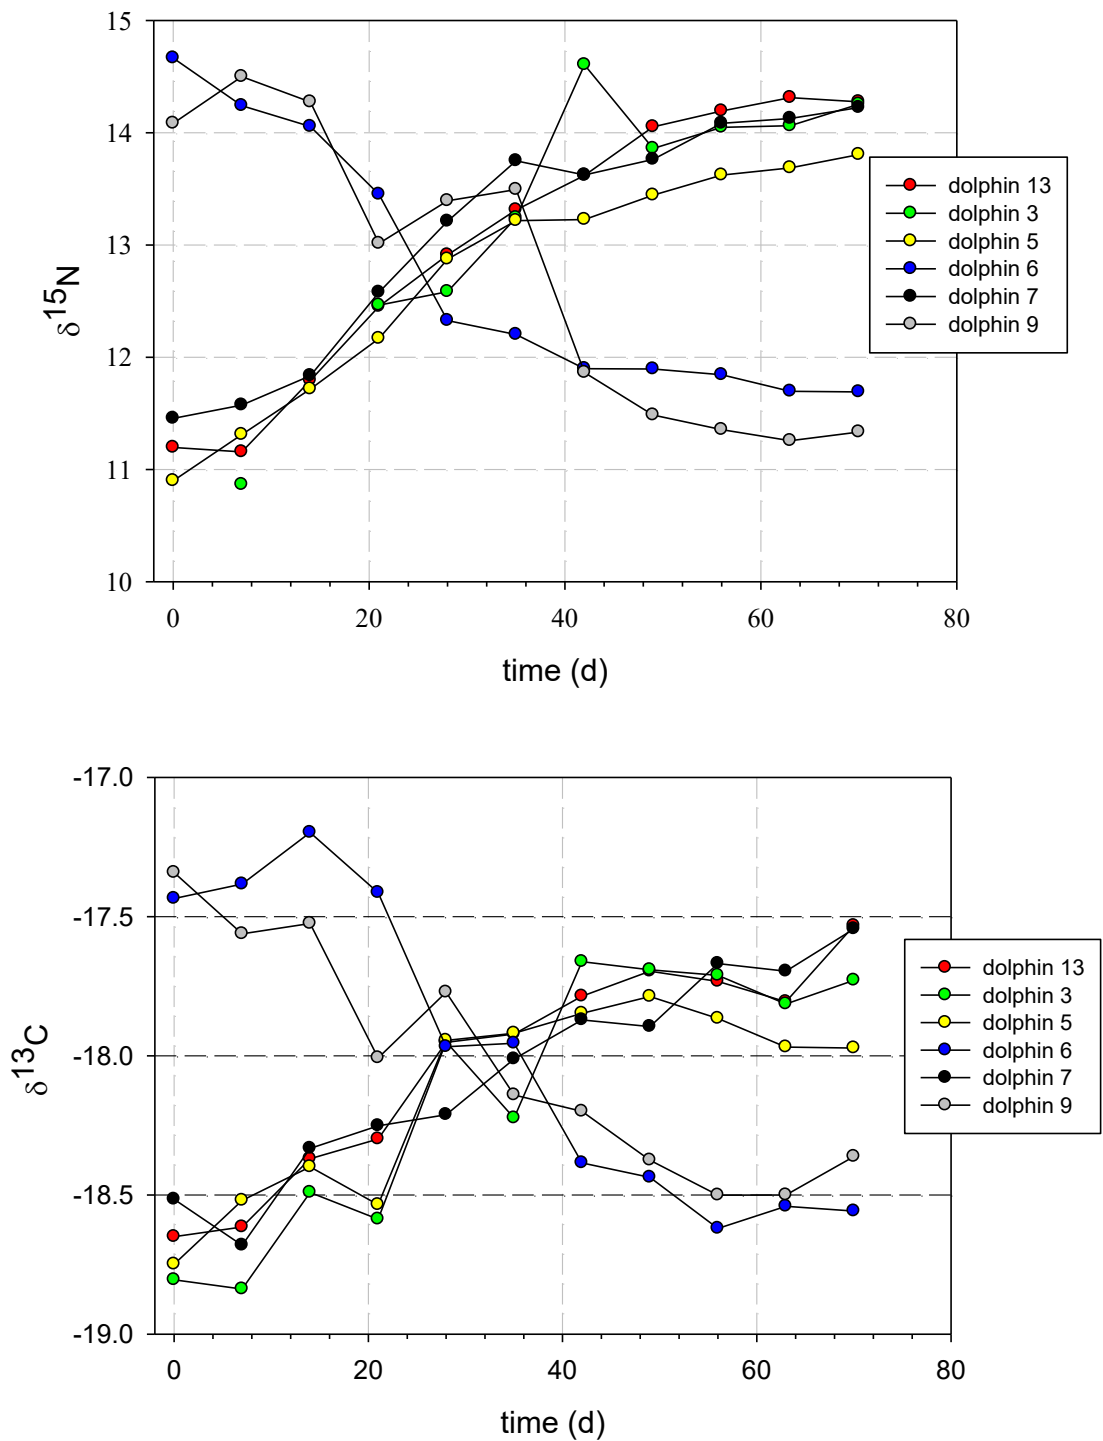 15
14
13
12
11
10
δ15N
0 20 40 60 80
time (d)
dolphin 13
dolphin 3
dolphin 5
dolphin 6
dolphin 7
dolphin 9
-17.0
-17.5
-18.0
-18.5
-19.0
δ13C
0 20 40 60 80
time (d)
dolphin 13
dolphin 3
dolphin 5
dolphin 6
dolphin 7
dolphin 9